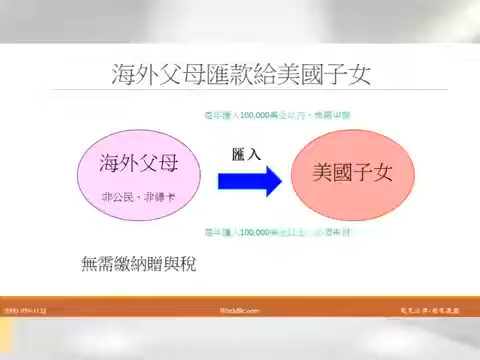 海外父母匯款給美國子女
每年匯入100,000美金以內，無需申報
海外父母
非公民、非綠卡
匯入
美國子女
每年匯入100,000美金以上，必須申報
無需繳納贈與稅